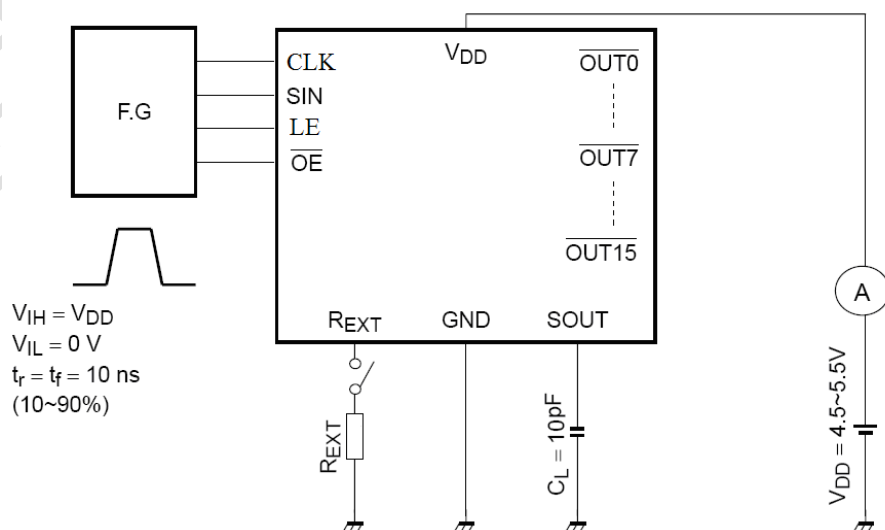 F.G
CLK
SIN
LE
OE
VDD
OUT0
OUT7
OUT15
REXT
GND
SOUT
VIH = VDD
VIL = 0 V
tr = tf = 10 ns
(10~90%)
REXT
CL = 10pF
A
VDD = 4.5~5.5V